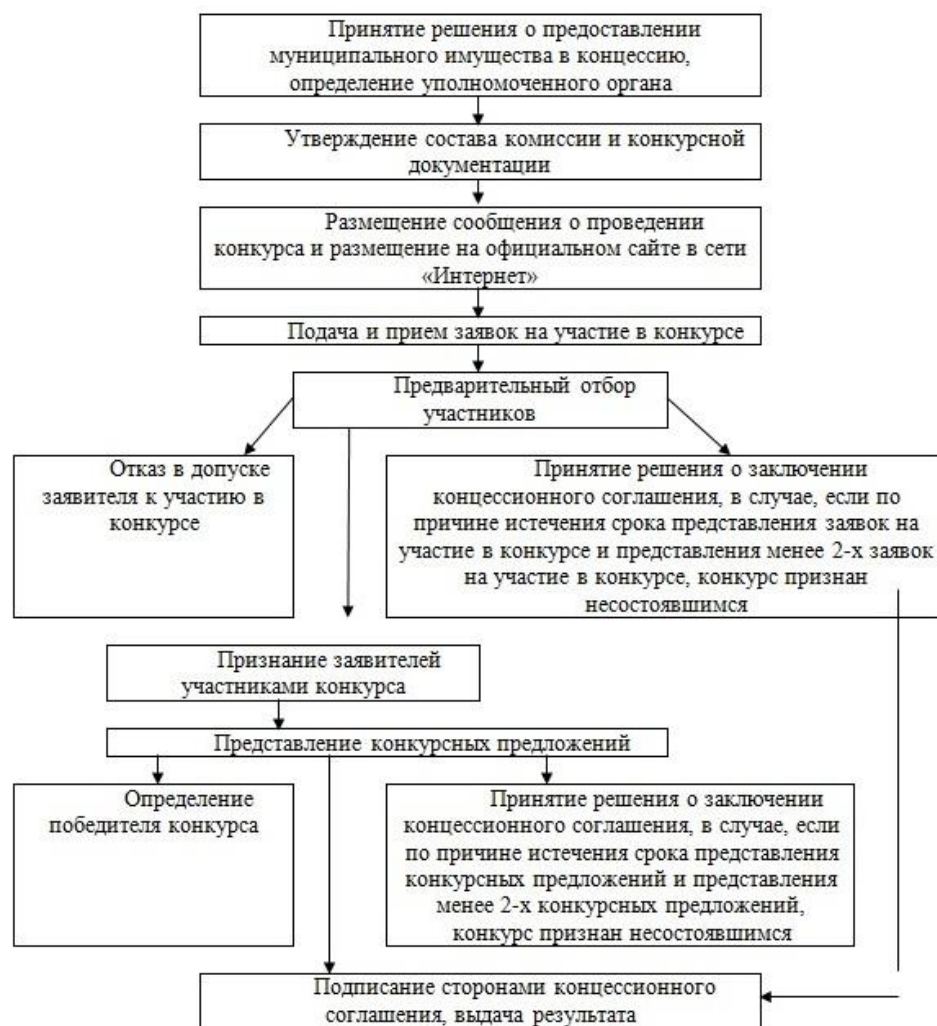 Принятие решения о предоставлении
муниципального имущества в концессию,
определение уполномоченного органа
Утверждение состава комиссии и конкурсной
документации
Размещение сообщения о проведении
конкурса и размещение на официальном сайте в сети
«Интернет»
Подача и прием заявок на участие в конкурсе
Предварительный отбор
участников
Отказ в допуске
заявителя к участию в
конкурсе
Принятие решения о заключении
концессионного соглашения, в случае, если по
причине истечения срока представления заявок на
участие в конкурсе и представления менее 2-х заявок
на участие в конкурсе, конкурс признан
несостоявшимся
Признание заявителей
участниками конкурса
Представление конкурсных предложений
Определение
победителя конкурса
Принятие решения о заключении
концессионного соглашения, в случае, если
по причине истечения срока представления
конкурсных предложений и представления
менее 2-х конкурсных предложений,
конкурс признан несостоявшимся
Подписание сторонами концессионного
соглашения, выдача результата